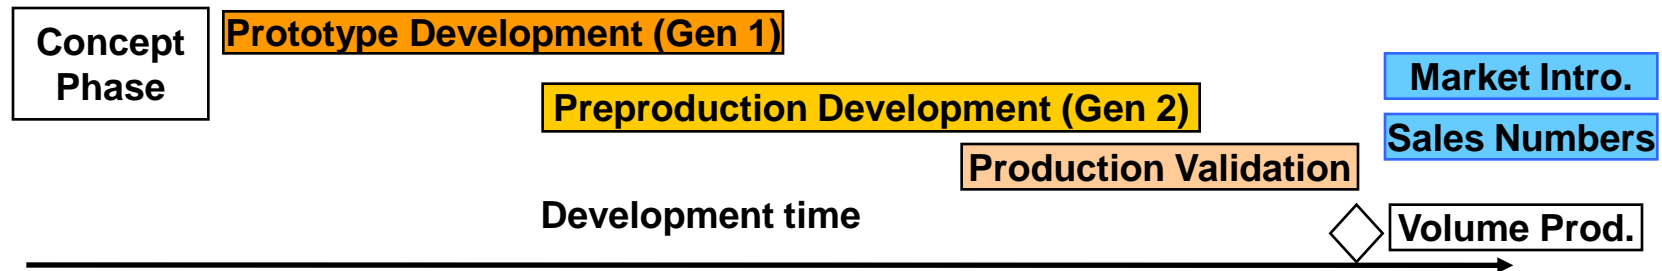 Concept
Phase
Prototype Development (Gen 1)
Preproduction Development (Gen 2)
Production Validation
Market Intro.
Sales Numbers
Development time
Volume Prod.